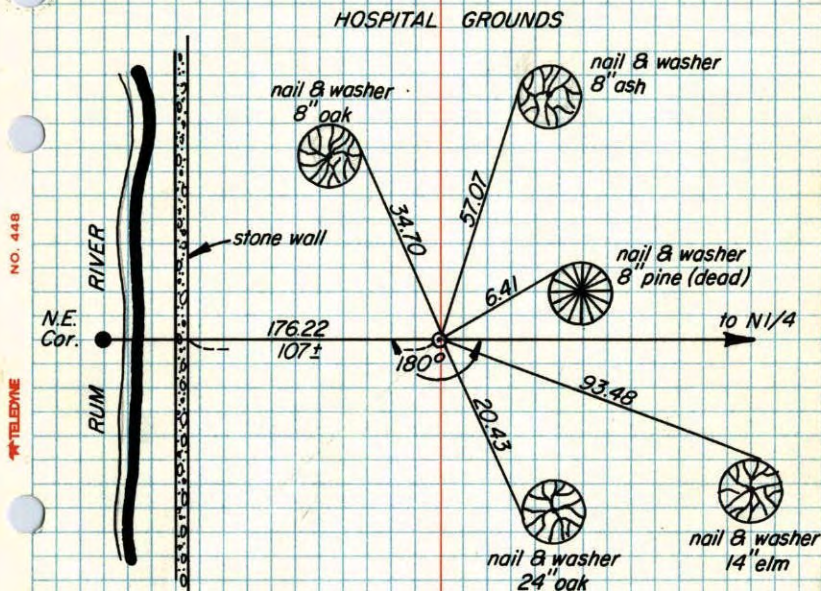 HOSPITAL GROUNDS
nail & washer
8" ash
nail & washer
8" oak
34.70
57.07
stone wall
nail & washer
8" pine (dead)
6.41
NO. 448
RUM RIVER
N.E.
Cor.
176.22
107±
180°
to N1/4
93.48
20.43
TELEDYNE
nail & washer
24" oak
nail & washer
14" elm